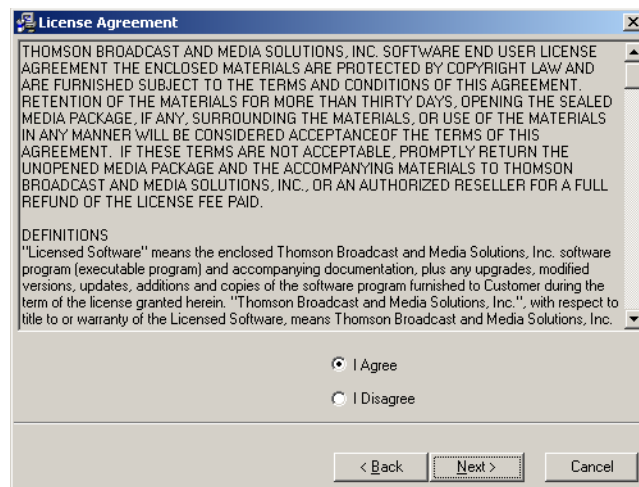 License Agreement
THOMSON BROADCAST AND MEDIA SOLUTIONS, INC. SOFTWARE END USER LICENSE
AGREEMENT THE ENCLOSED MATERIALS ARE PROTECTED BY COPYRIGHT LAW AND
ARE FURNISHED SUBJECT TO THE TERMS AND CONDITIONS OF THIS AGREEMENT.
RETENTION OF THE MATERIALS FOR MORE THAN THIRTY DAYS, OPENING THE SEALED
MEDIA PACKAGE, IF ANY, SURROUNDING THE MATERIALS, OR USE OF THE MATERIALS
IN ANY MANNER WILL BE CONSIDERED ACCEPTANCEOF THE TERMS OF THIS
AGREEMENT.  IF THESE TERMS ARE NOT ACCEPTABLE, PROMPTLY RETURN THE
UNOPENED MEDIA PACKAGE AND THE ACCOMPANYING MATERIALS TO THOMSON
BROADCAST AND MEDIA SOLUTIONS, INC., OR AN AUTHORIZED RESELLER FOR A FULL
REFUND OF THE LICENSE FEE PAID.
DEFINITIONS
"Licensed Software" means the enclosed Thomson Broadcast and Media Solutions, Inc. software
program (executable program) and accompanying documentation, plus any upgrades, modified
versions, updates, additions and copies of the software program furnished to Customer during the
term of the license granted herein. "Thomson Broadcast and Media Solutions, Inc.", with respect to
title to or warranty of the Licensed Software, means Thomson Broadcast and Media Solutions, Inc.
I Agree
I Disagree
< Back
Next >
Cancel